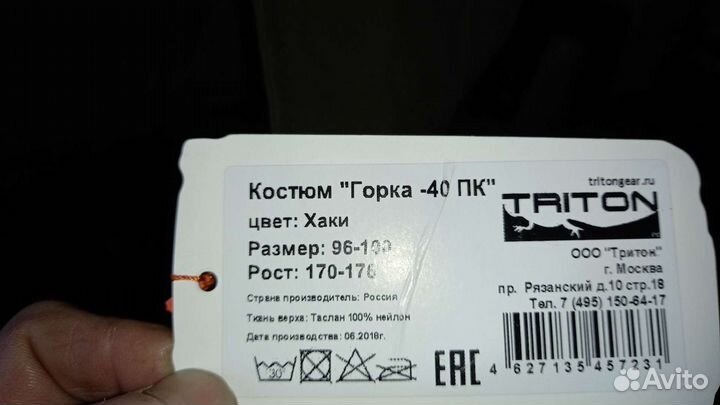 tritongear.ru
Костюм "Горка -40 ПК"
TRITON
цвет: Хаки
Размер: 96-100
Рост: 170-176
ООО "Тритон"
г. Москва
пр. Рязанский д.10 стр.18
Тел. 7 (495) 150-64-17
Страна производитель: Россия
Ткань верха: Таслан 100% нейлон
Дата производства: 06.2018г.
30°
EAC
4 627135 457231
Avito